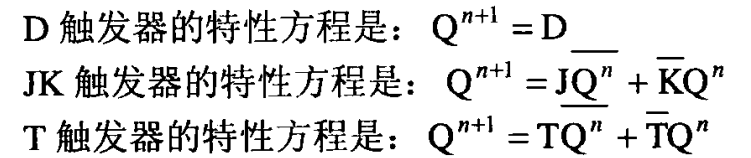 D 触发器的特性方程是：Qⁿ⁺¹ = D
JK 触发器的特性方程是：Qⁿ⁺¹ = JQ̅ⁿ̅ + K̅Qⁿ
T 触发器的特性方程是：Qⁿ⁺¹ = TQ̅ⁿ̅ + T̅Qⁿ